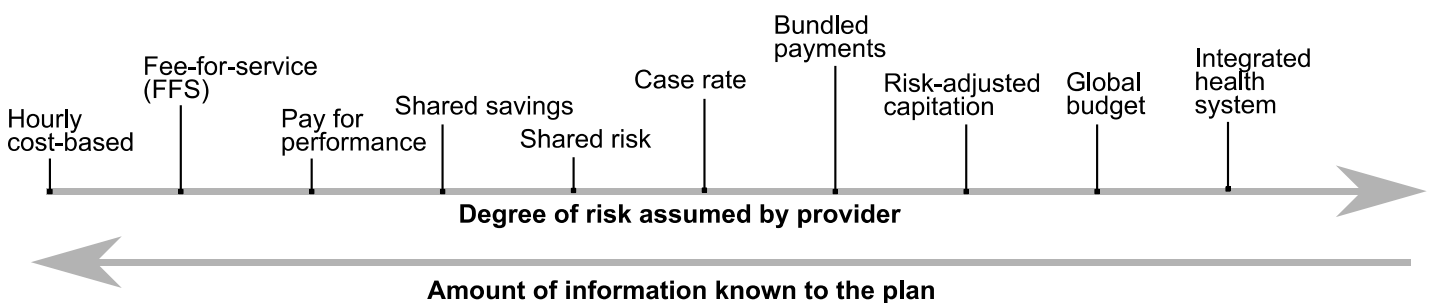 Hourly
cost-based
Fee-for-service
(FFS)
Pay for
performance
Shared savings
Shared risk
Case rate
Bundled
payments
Risk-adjusted
capitation
Global
budget
Integrated
health
system
Degree of risk assumed by provider
Amount of information known to the plan